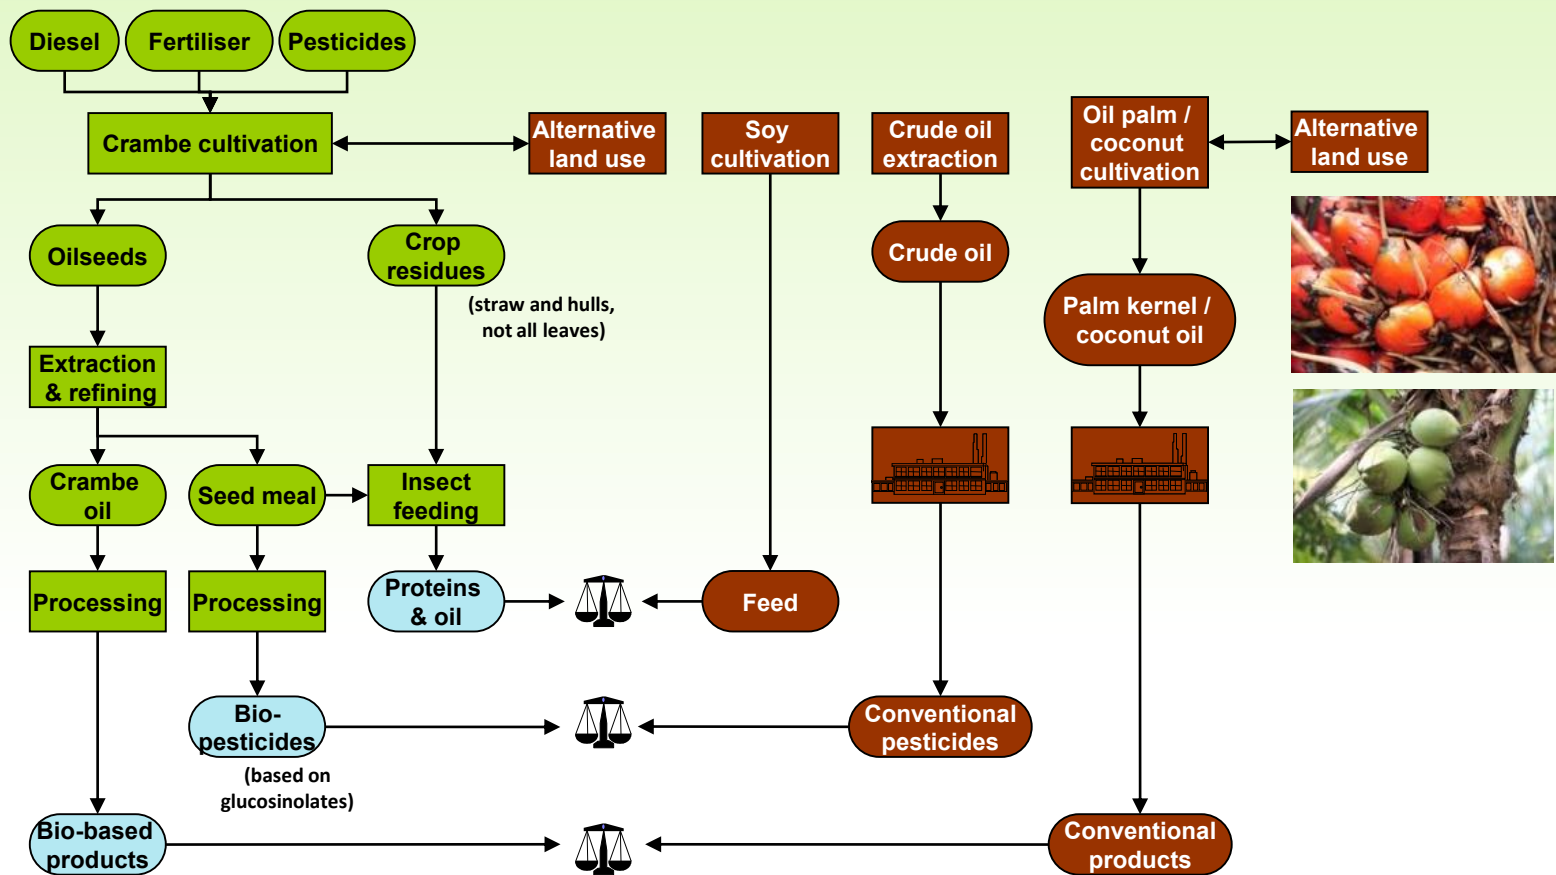 Diesel
Fertiliser
Pesticides
Crambe cultivation
Alternative
land use
Soy
cultivation
Crude oil
extraction
Oil palm /
coconut
cultivation
Alternative
land use
Oilseeds
Crop
residues
(straw and hulls,
not all leaves)
Crude oil
Palm kernel /
coconut oil
Extraction
& refining
Crambe
oil
Seed meal
Insect
feeding
Processing
Processing
Proteins
& oil
Feed
Bio-
pesticides
(based on
glucosinolates)
Conventional
pesticides
Bio-based
products
Conventional
products